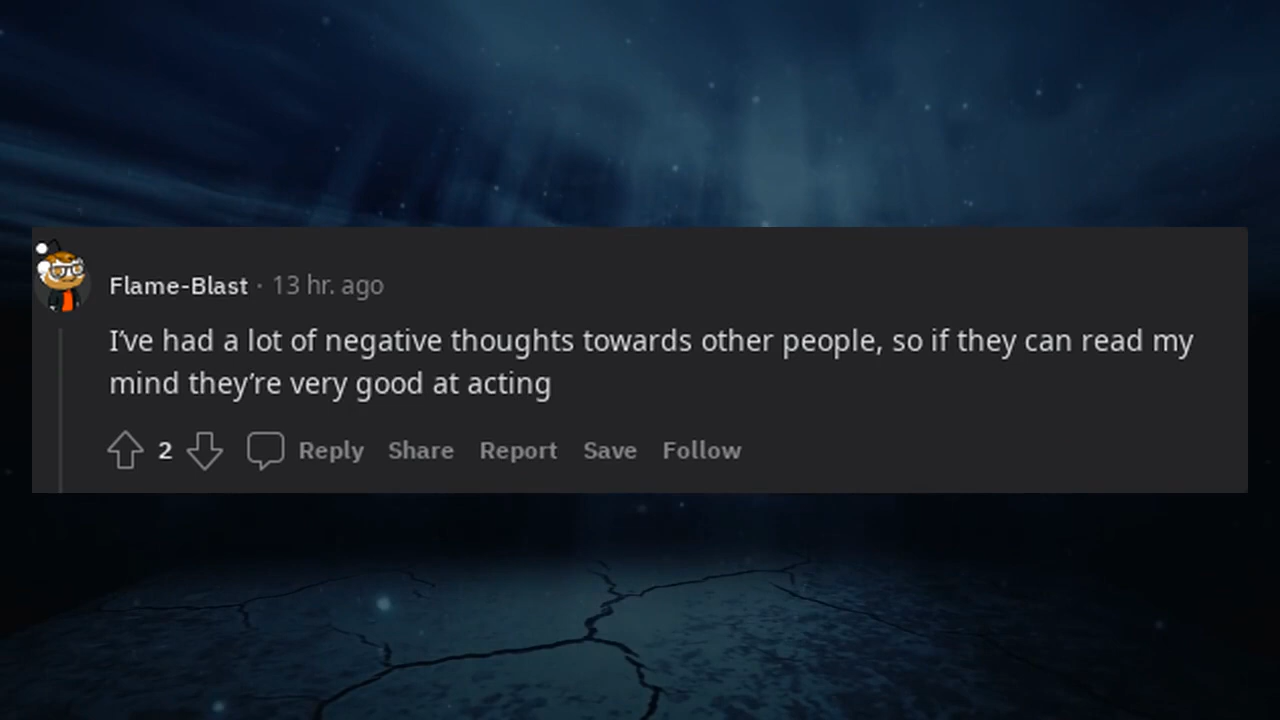 Flame-Blast · 13 hr. ago
I’ve had a lot of negative thoughts towards other people, so if they can read my
mind they’re very good at acting
2 Reply Share Report Save Follow